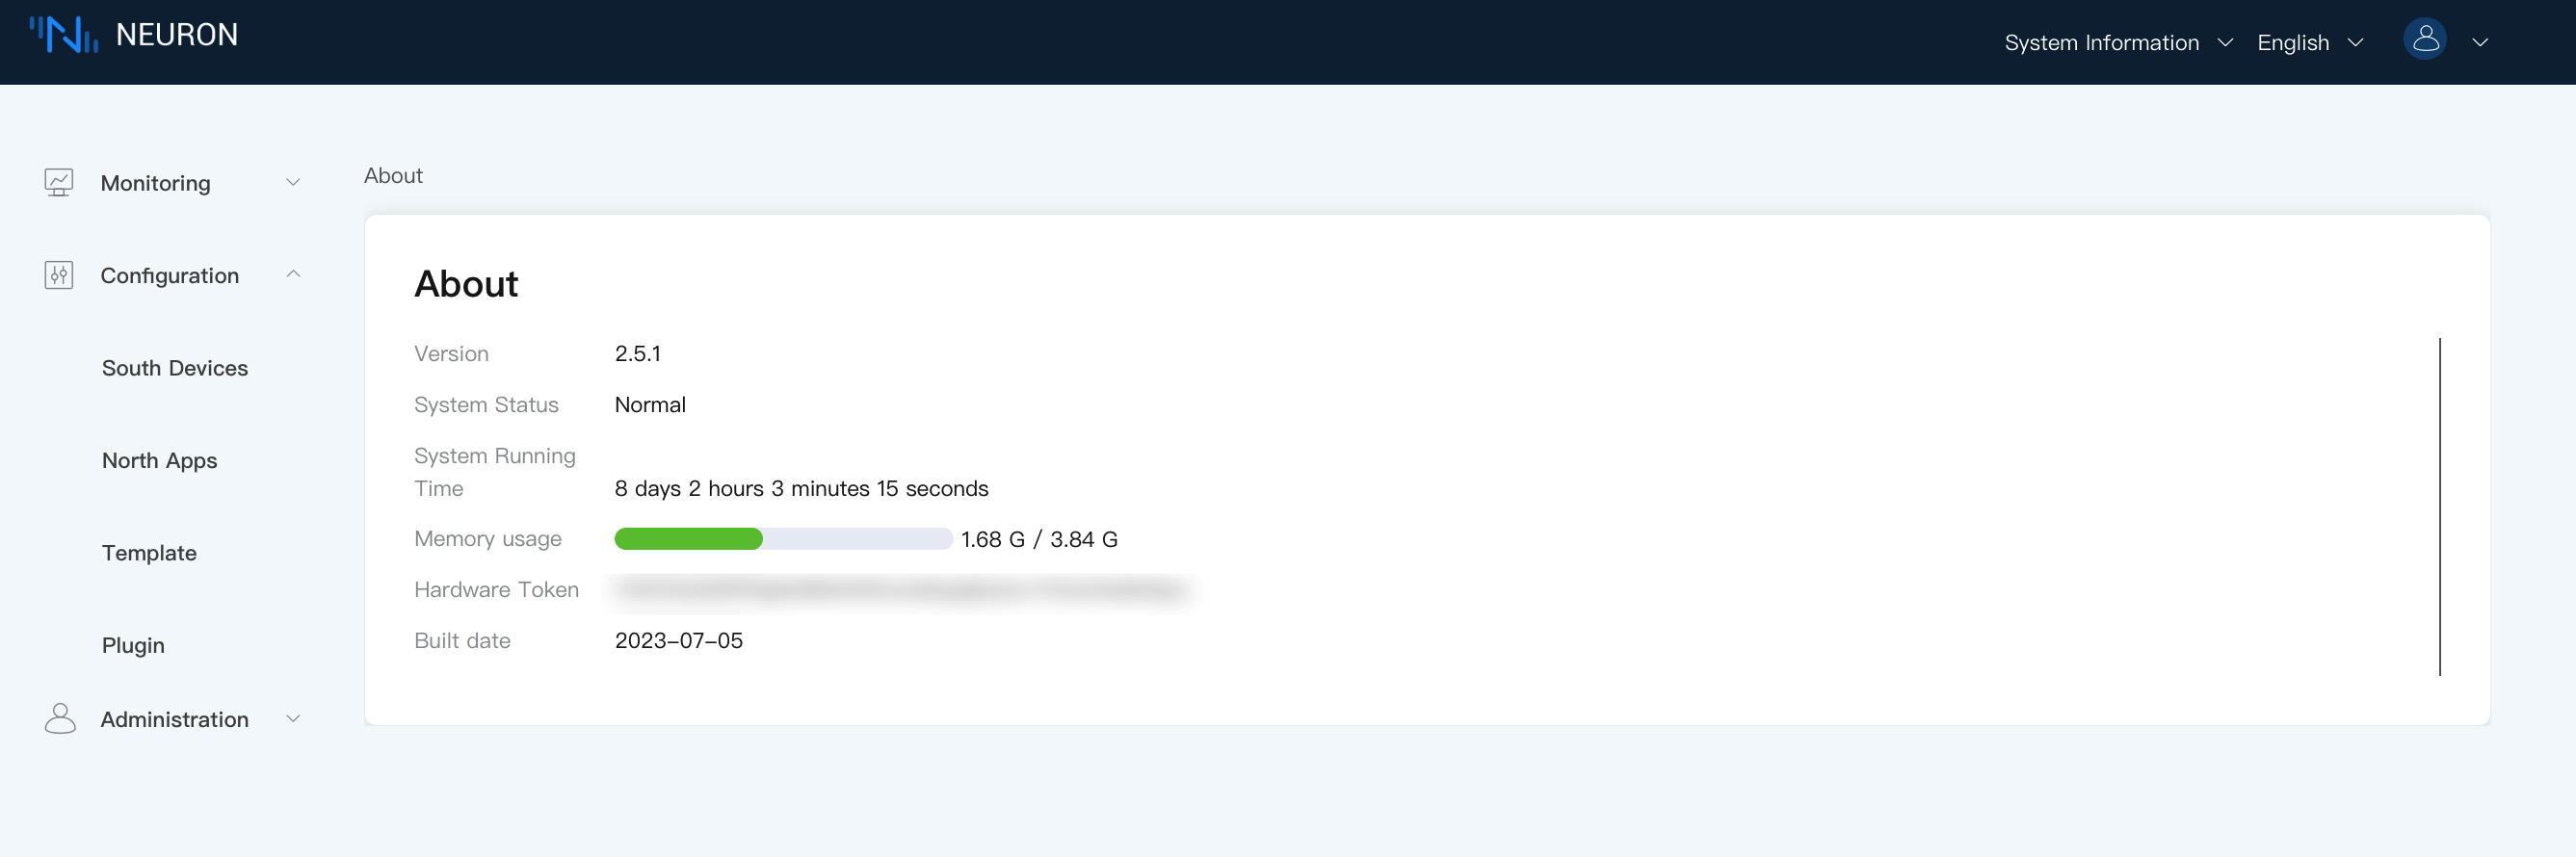 NEURON
System Information
English
Monitoring
Configuration
South Devices
North Apps
Template
Plugin
Administration
About
About
Version 2.5.1
System Status Normal
System Running
Time 8 days 2 hours 3 minutes 15 seconds
Memory usage 1.68 G / 3.84 G
Hardware Token
Built date 2023-07-05